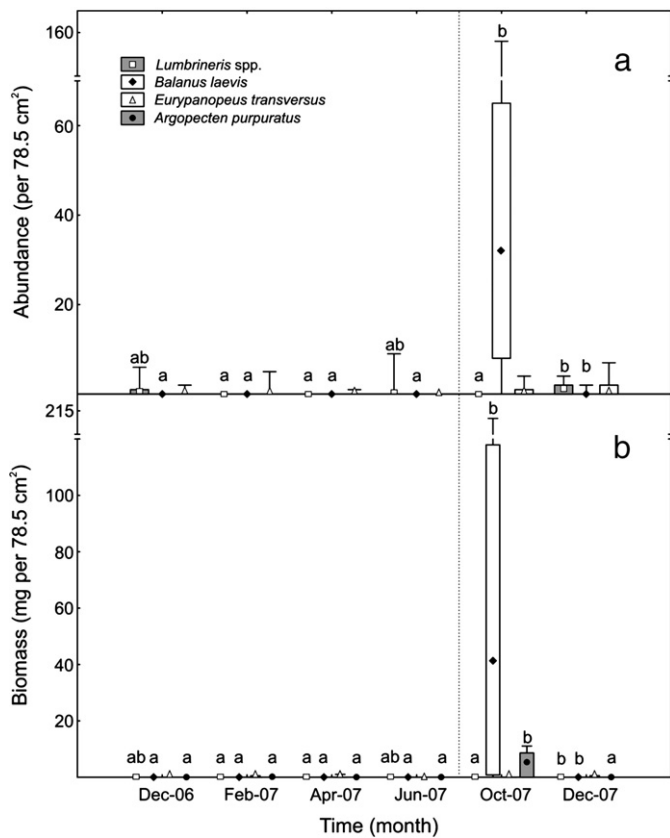 160
b
a
Lumbrineris spp.
Balanus laevis
Eurypanopeus transversus
Argopecten purpuratus
60
40
20
Abundance (per 78.5 cm²)
ab a a a a a ab a a b b
215
b
b
100
80
60
40
20
Biomass (mg per 78.5 cm²)
ab a a a a a a a a ab a a a b b b a
Dec-06 Feb-07 Apr-07 Jun-07 Oct-07 Dec-07
Time (month)